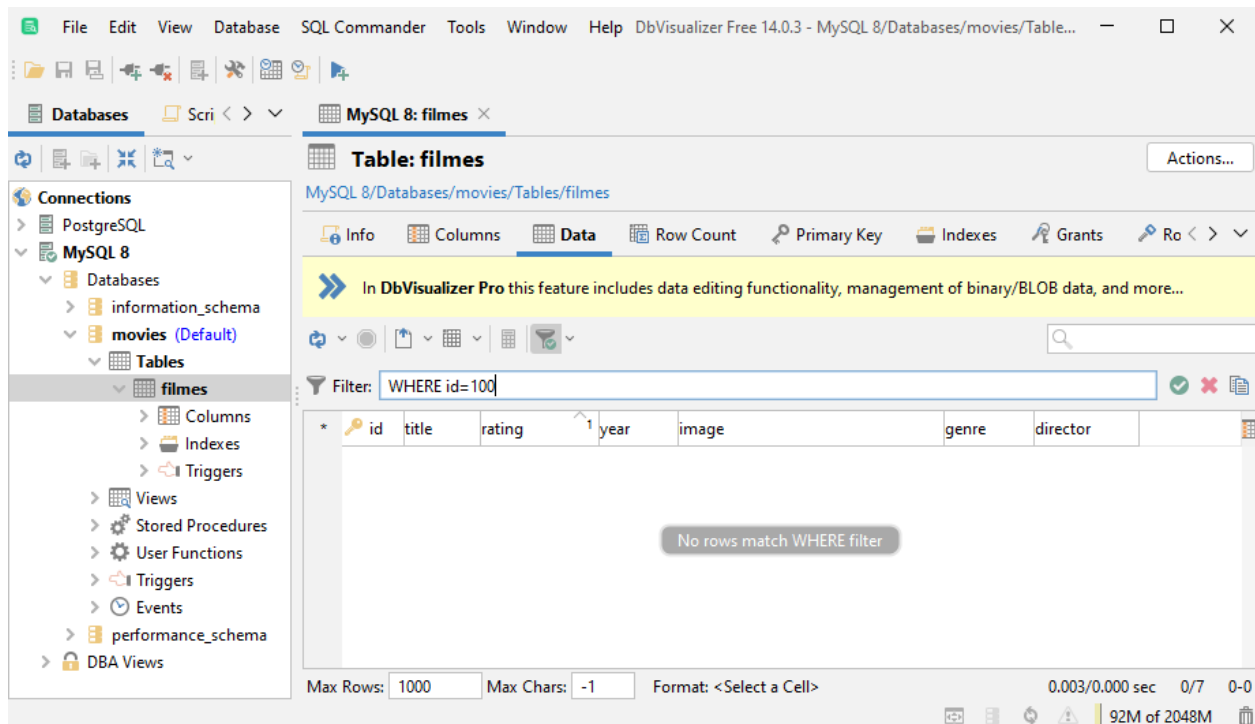 File Edit View Database SQL Commander Tools Window Help DbVisualizer Free 14.0.3 - MySQL 8/Databases/movies/Table...
Databases Scri
MySQL 8: filmes
Connections
PostgreSQL
MySQL 8
Databases
information_schema
movies (Default)
Tables
filmes
Columns
Indexes
Triggers
Views
Stored Procedures
User Functions
Triggers
Events
performance_schema
DBA Views
Table: filmes
Actions...
MySQL 8/Databases/movies/Tables/filmes
Info Columns Data Row Count Primary Key Indexes Grants Ro
In DbVisualizer Pro this feature includes data editing functionality, management of binary/BLOB data, and more...
Filter: WHERE id=100
* id title rating 1 year image genre director
No rows match WHERE filter
Max Rows: 1000 Max Chars: -1 Format: <Select a Cell> 0.003/0.000 sec 0/7 0-0
92M of 2048M